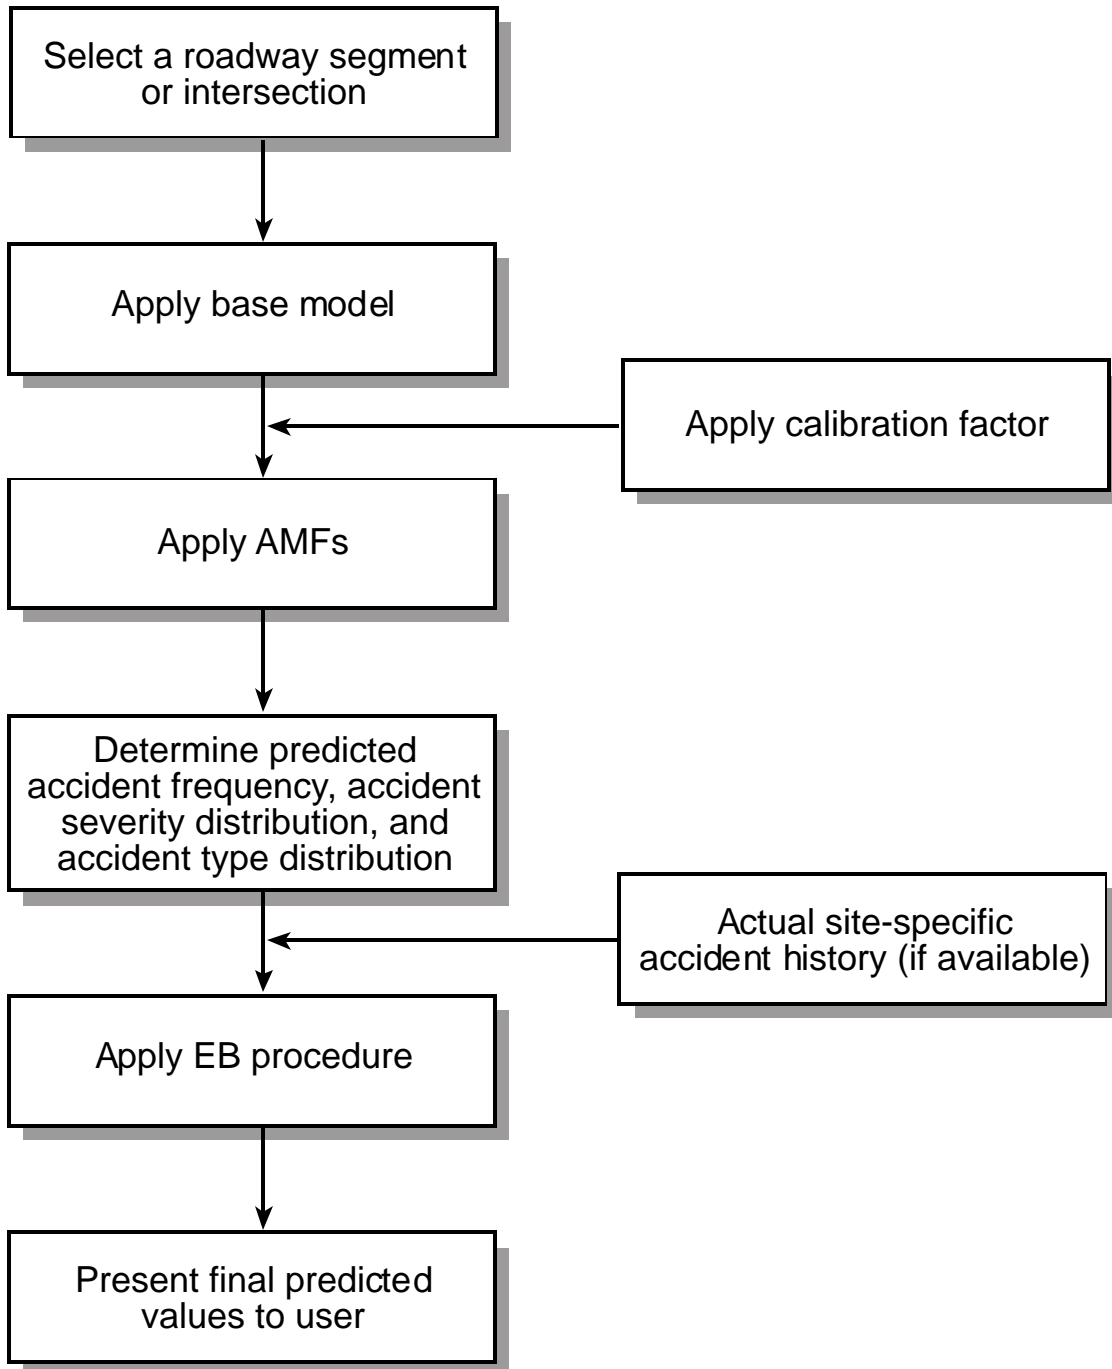 Select a roadway segment
or intersection
Apply base model
Apply calibration factor
Apply AMFs
Determine predicted
accident frequency, accident
severity distribution, and
accident type distribution
Actual site-specific
accident history (if available)
Apply EB procedure
Present final predicted
values to user